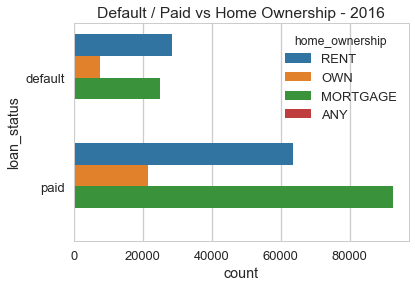 Default / Paid vs Home Ownership - 2016
home_ownership
RENT
OWN
MORTGAGE
ANY
loan_status
default
paid
0 20000 40000 60000 80000
count